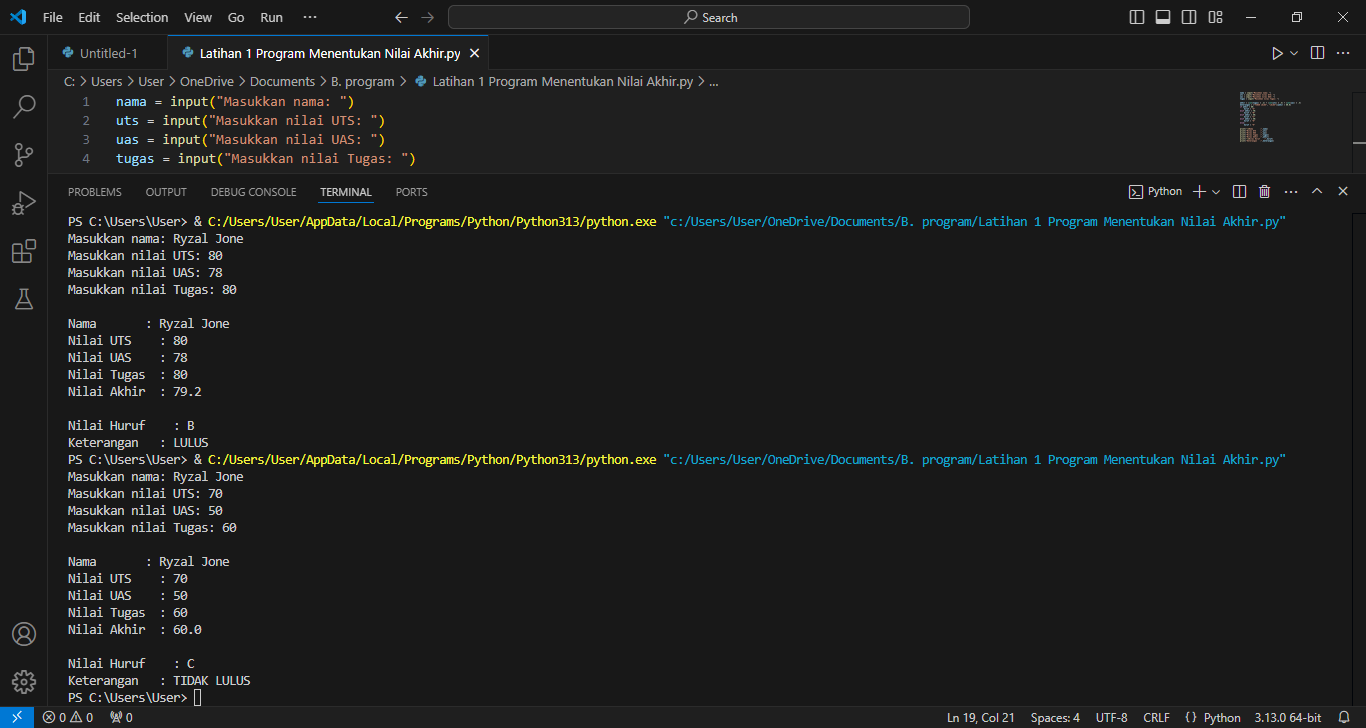 File Edit Selection View Go Run ··· Search
Untitled-1 Latihan 1 Program Menentukan Nilai Akhir.py
C: > Users > User > OneDrive > Documents > B. program > Latihan 1 Program Menentukan Nilai Akhir.py > ...
1 nama = input("Masukkan nama: ")
2 uts = input("Masukkan nilai UTS: ")
3 uas = input("Masukkan nilai UAS: ")
4 tugas = input("Masukkan nilai Tugas: ")
PROBLEMS OUTPUT DEBUG CONSOLE TERMINAL PORTS Python
PS C:\Users\User> & C:/Users/User/AppData/Local/Programs/Python/Python313/python.exe "c:/Users/User/OneDrive/Documents/B. program/Latihan 1 Program Menentukan Nilai Akhir.py"
Masukkan nama: Ryzal Jone
Masukkan nilai UTS: 80
Masukkan nilai UAS: 78
Masukkan nilai Tugas: 80
Nama : Ryzal Jone
Nilai UTS : 80
Nilai UAS : 78
Nilai Tugas : 80
Nilai Akhir : 79.2
Nilai Huruf : B
Keterangan : LULUS
PS C:\Users\User> & C:/Users/User/AppData/Local/Programs/Python/Python313/python.exe "c:/Users/User/OneDrive/Documents/B. program/Latihan 1 Program Menentukan Nilai Akhir.py"
Masukkan nama: Ryzal Jone
Masukkan nilai UTS: 70
Masukkan nilai UAS: 50
Masukkan nilai Tugas: 60
Nama : Ryzal Jone
Nilai UTS : 70
Nilai UAS : 50
Nilai Tugas : 60
Nilai Akhir : 60.0
Nilai Huruf : C
Keterangan : TIDAK LULUS
PS C:\Users\User>
0 0 0 Ln 19, Col 21 Spaces: 4 UTF-8 CRLF {} Python 3.13.0 64-bit